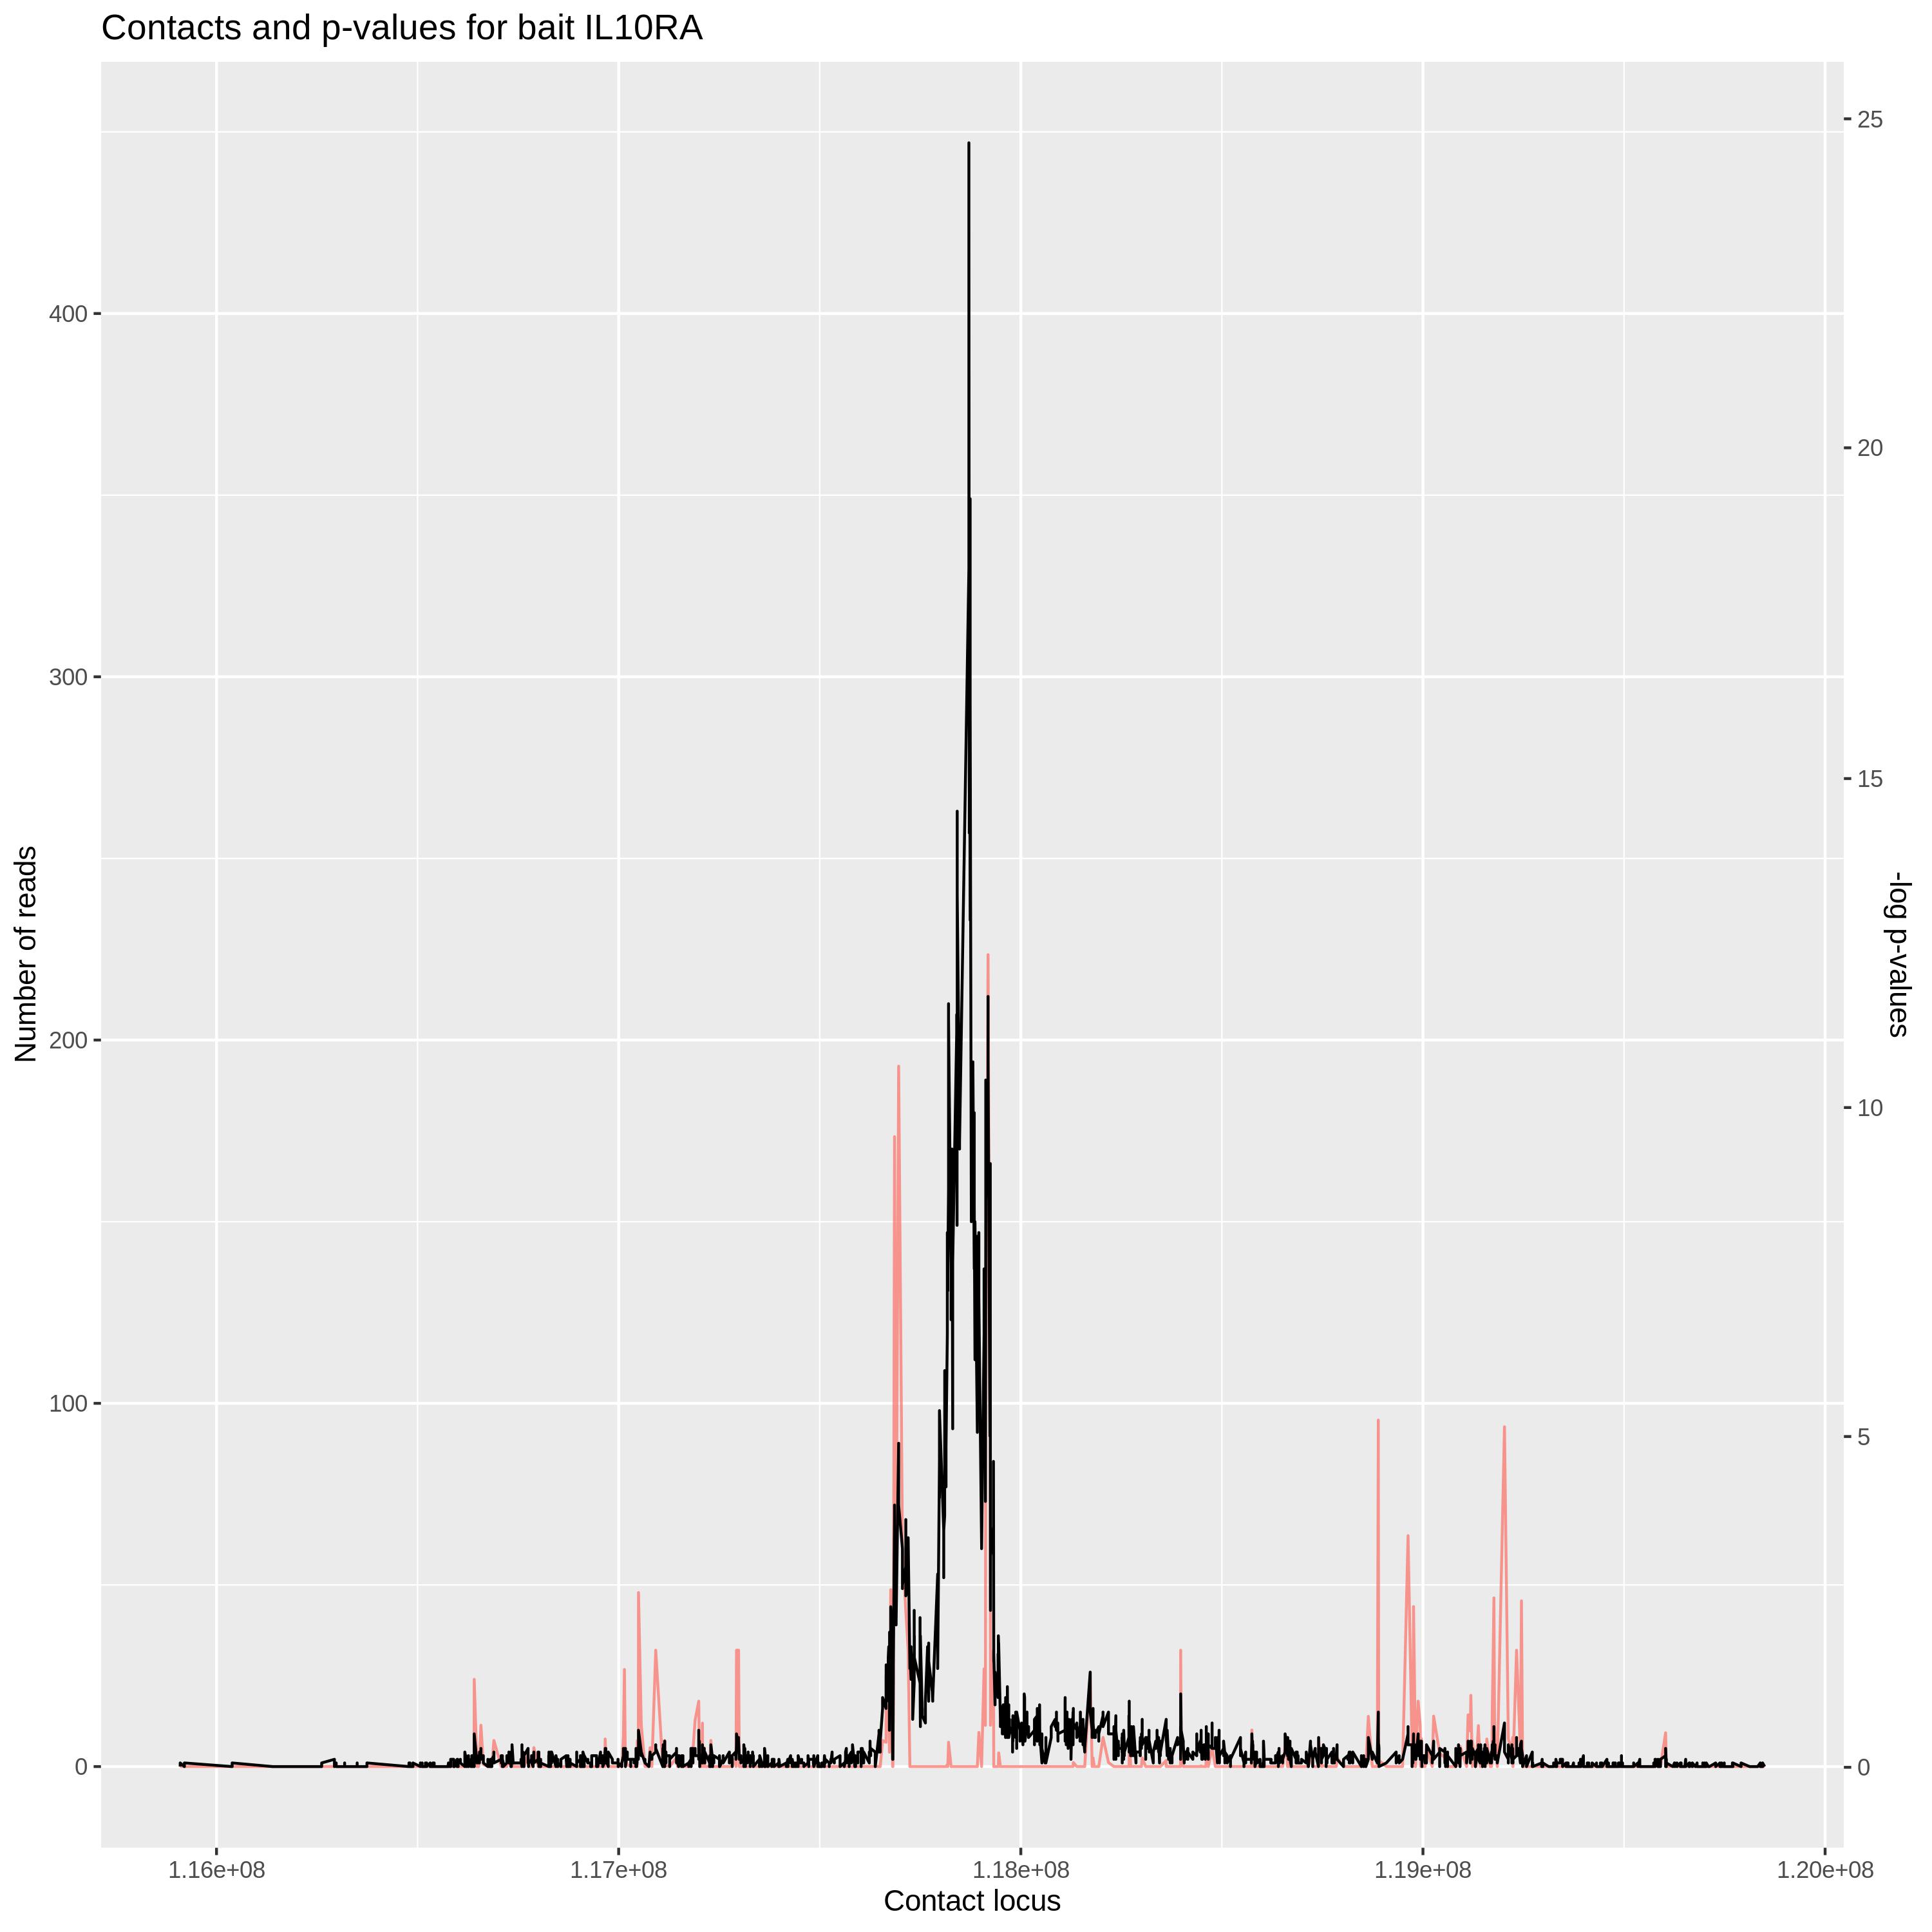 Contacts and p-values for bait IL10RA
25
20
15
10
5
0
-log p-values
400
300
200
100
0
Number of reads
1.16e+08
1.17e+08
1.18e+08
1.19e+08
1.20e+08
Contact locus